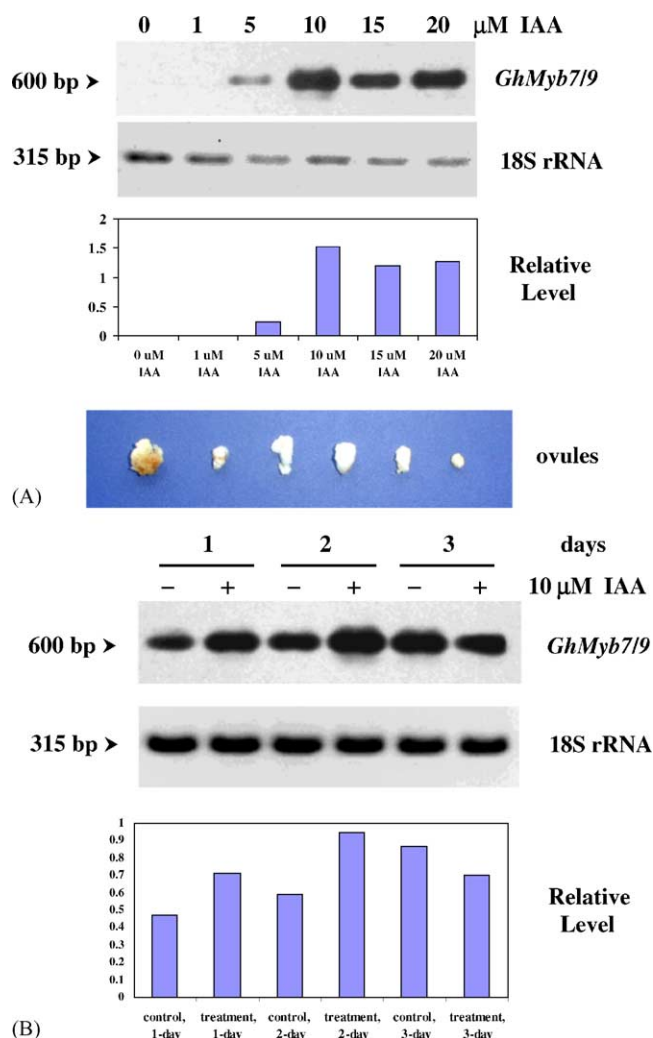 0 1 5 10 15 20 μM IAA
600 bp GhMyb7/9
315 bp 18S rRNA
2
1.5
1
0.5
0
Relative
Level
0 uM 1 uM 5 uM 10 uM 15 uM 20 uM
IAA IAA IAA IAA IAA IAA
ovules
(A)
1 2 3 days
− + − + − + 10 μM IAA
600 bp GhMyb7/9
315 bp 18S rRNA
1
0.9
0.8
0.7
0.6
0.5
0.4
0.3
0.2
0.1
0
Relative
Level
control, treatment, control, treatment, control, treatment,
1-day 1-day 2-day 2-day 3-day 3-day
(B)